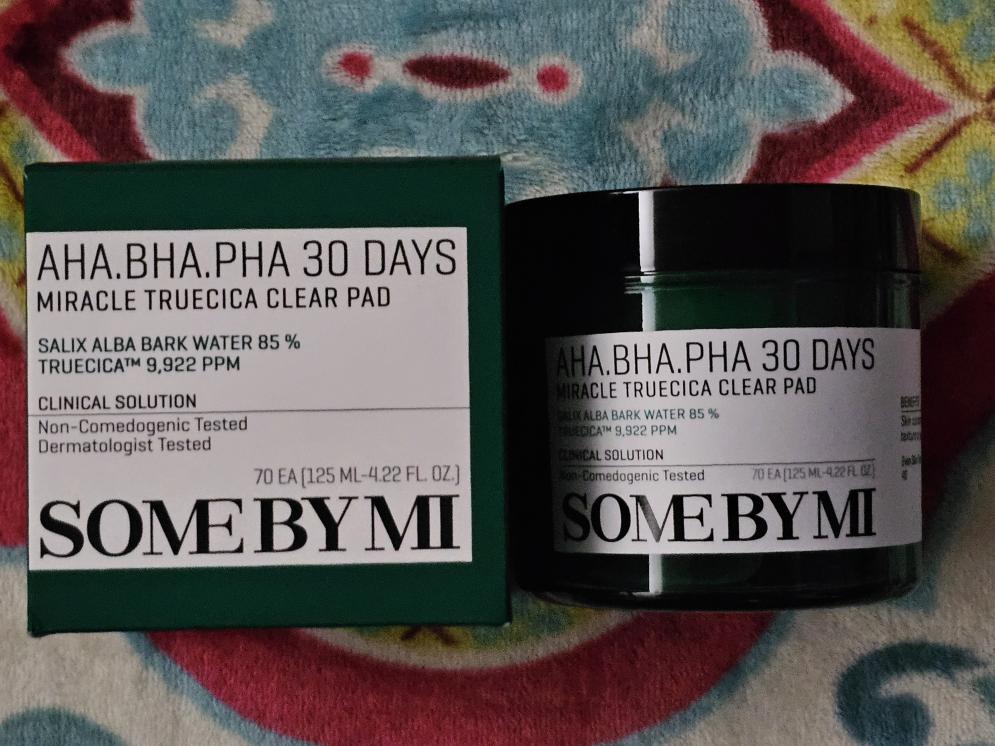 AHA.BHA.PHA 30 DAYS
MIRACLE TRUECICA CLEAR PAD
SALIX ALBA BARK WATER 85 %
TRUECICA™ 9,922 PPM
CLINICAL SOLUTION
Non-Comedogenic Tested
Dermatologist Tested
70 EA [125 ML-4.22 FL. OZ.]
SOME BY MI
AHA.BHA.PHA 30 DAYS
MIRACLE TRUECICA CLEAR PAD
SALIX ALBA BARK WATER 85 %
TRUECICA™ 9,922 PPM
CLINICAL SOLUTION
Non-Comedogenic Tested 70 EA [125 ML-4.22 FL. OZ.]
SOME BY MI